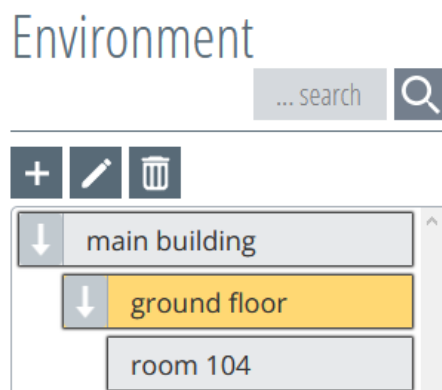 Environment
... search
main building
ground floor
room 104